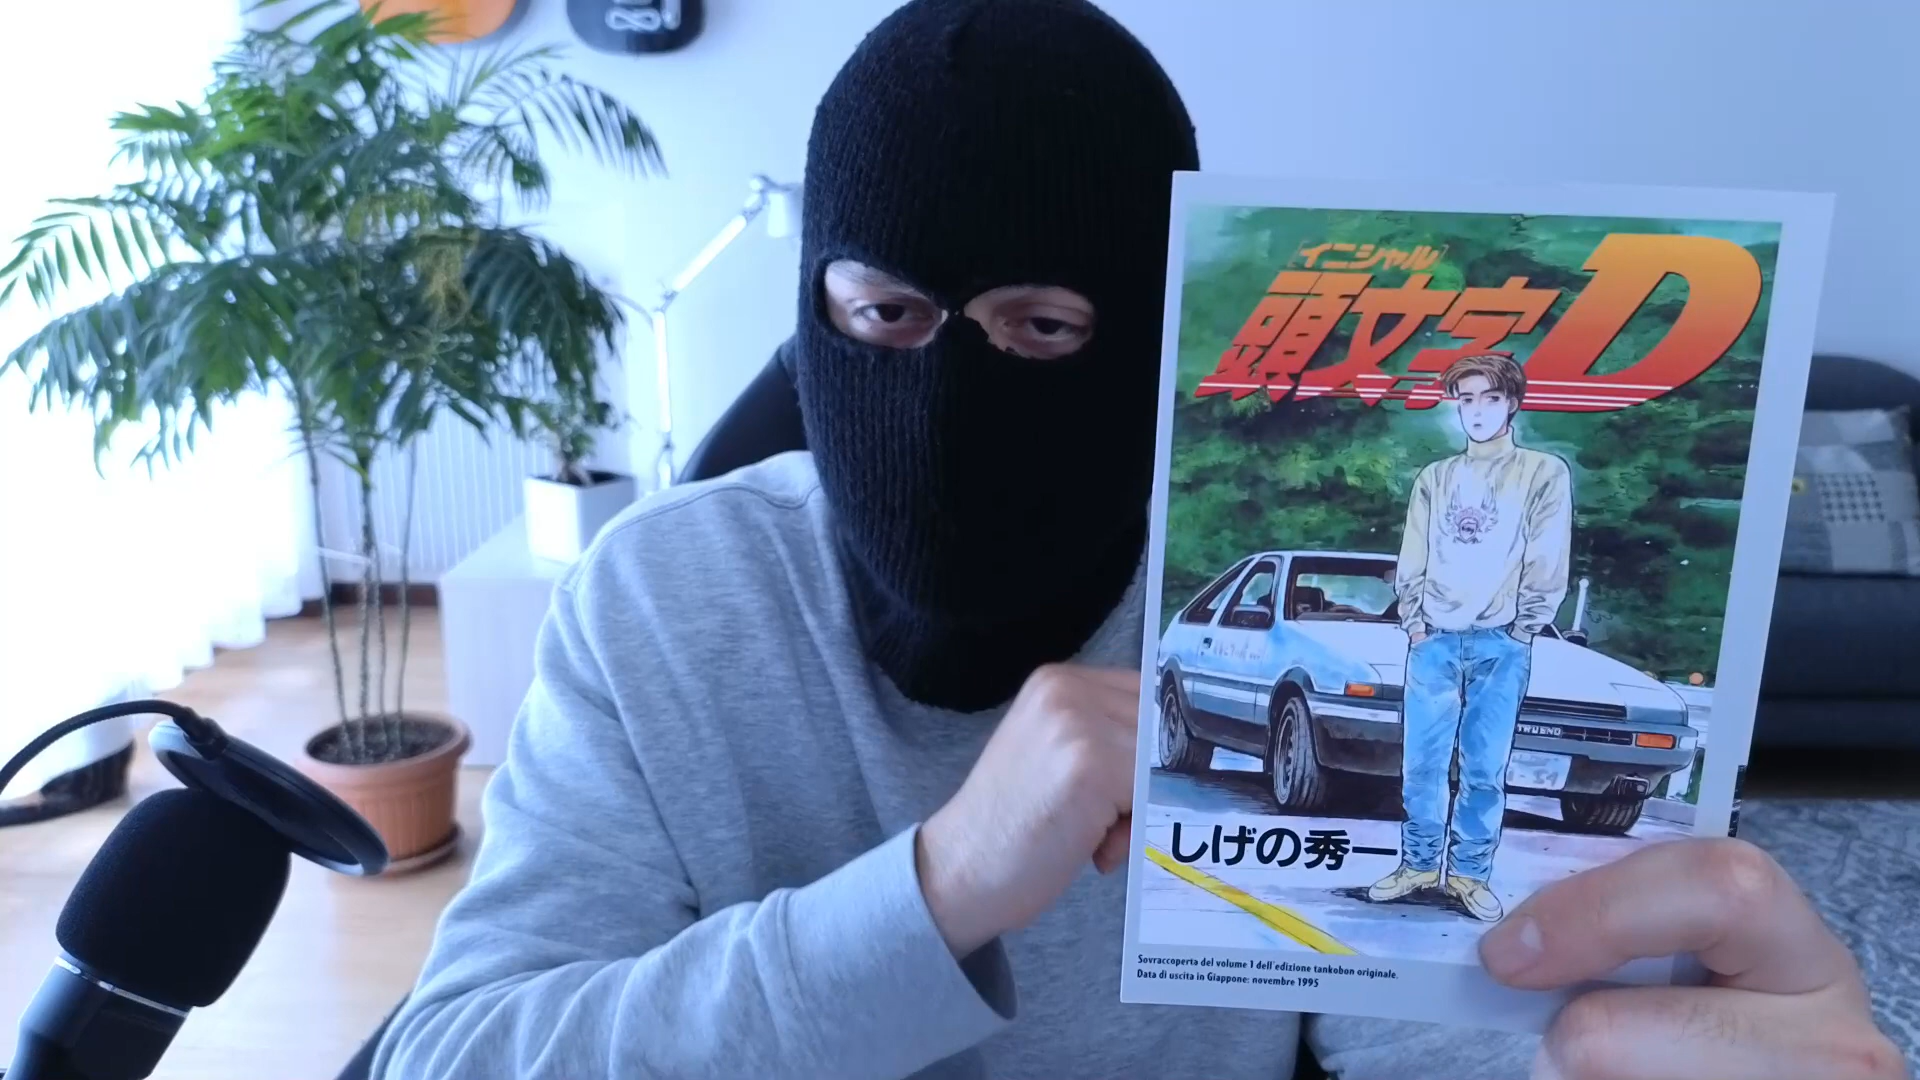 [イニシャル]
頭文字D
TRUENO
しげの秀一
Sovraccoperta del volume 1 dell'edizione tankobon originale.
Data di uscita in Giappone: novembre 1995